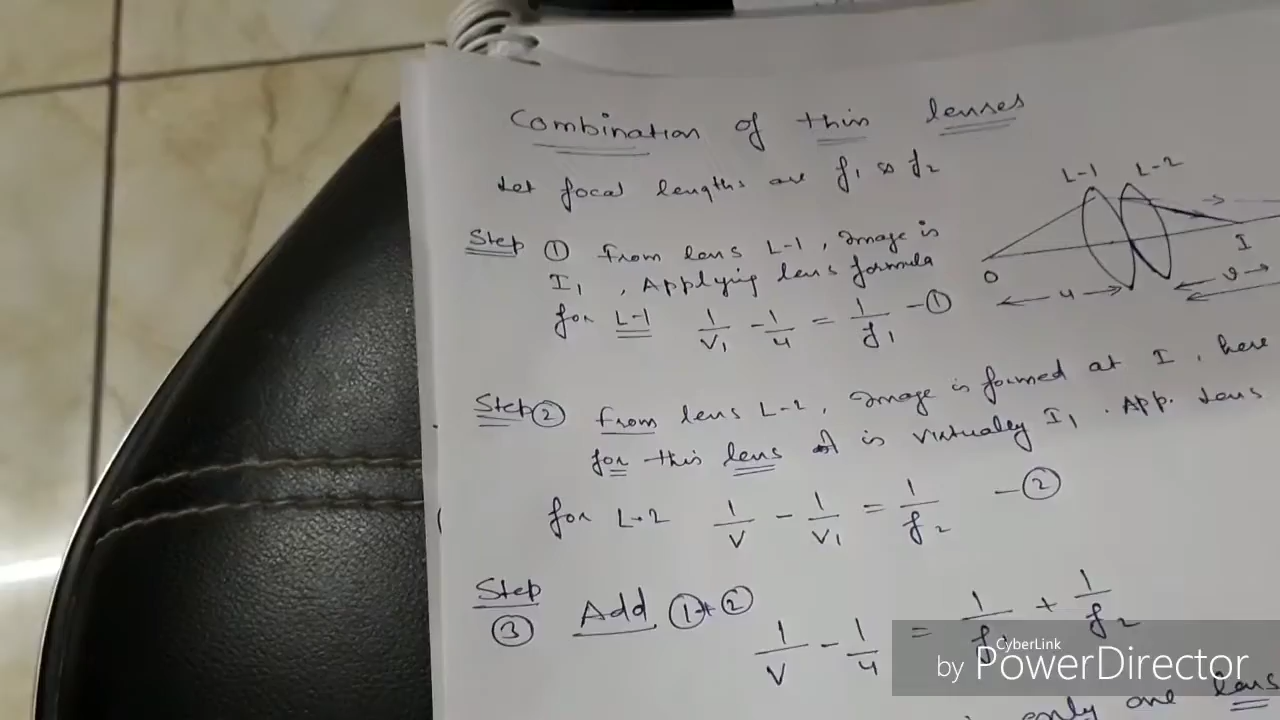 Combination of thin lenses
Let focal lengths are f₁ & f₂
L-1 L-2
O
I
u
v
Step ① From lens L-1, Image is
I₁, Applying lens formula
for L-1 1/V₁ - 1/u = 1/f₁ -①
Step ② from lens L-2, Image is formed at I, here
for this lens is virtualey I₁. App. Lens
for L-2 1/V - 1/V₁ = 1/f₂ -②
Step ③ Add ①+②
1/V - 1/u = 1/f₁ + 1/f₂
only one lens
by CyberLink PowerDirector